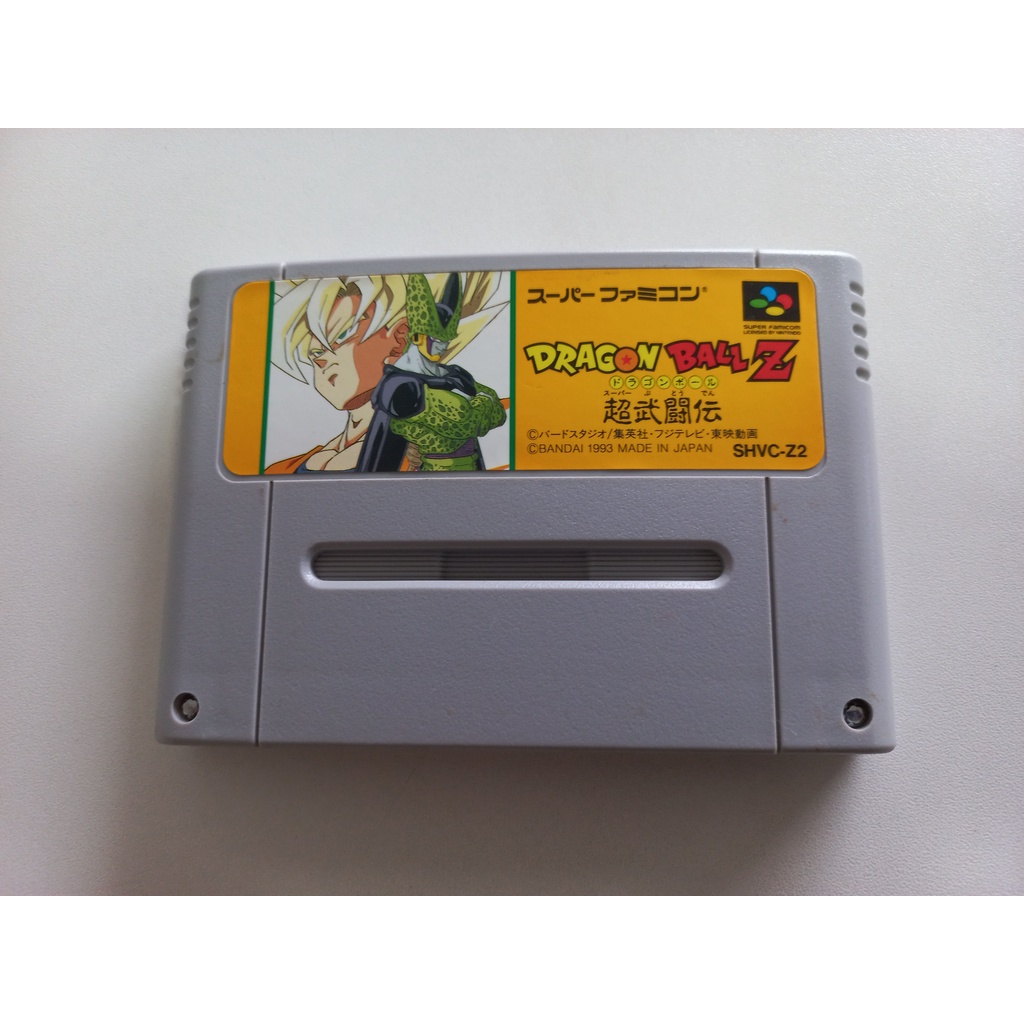 スーパーファミコン®
SUPER FAMICOM
LICENSED BY NINTENDO
DRAGON BALL Z
ドラゴンボール
スーパー ぶ とう でん
超武闘伝
©バードスタジオ/集英社・フジテレビ・東映動画
©BANDAI 1993 MADE IN JAPAN SHVC-Z2